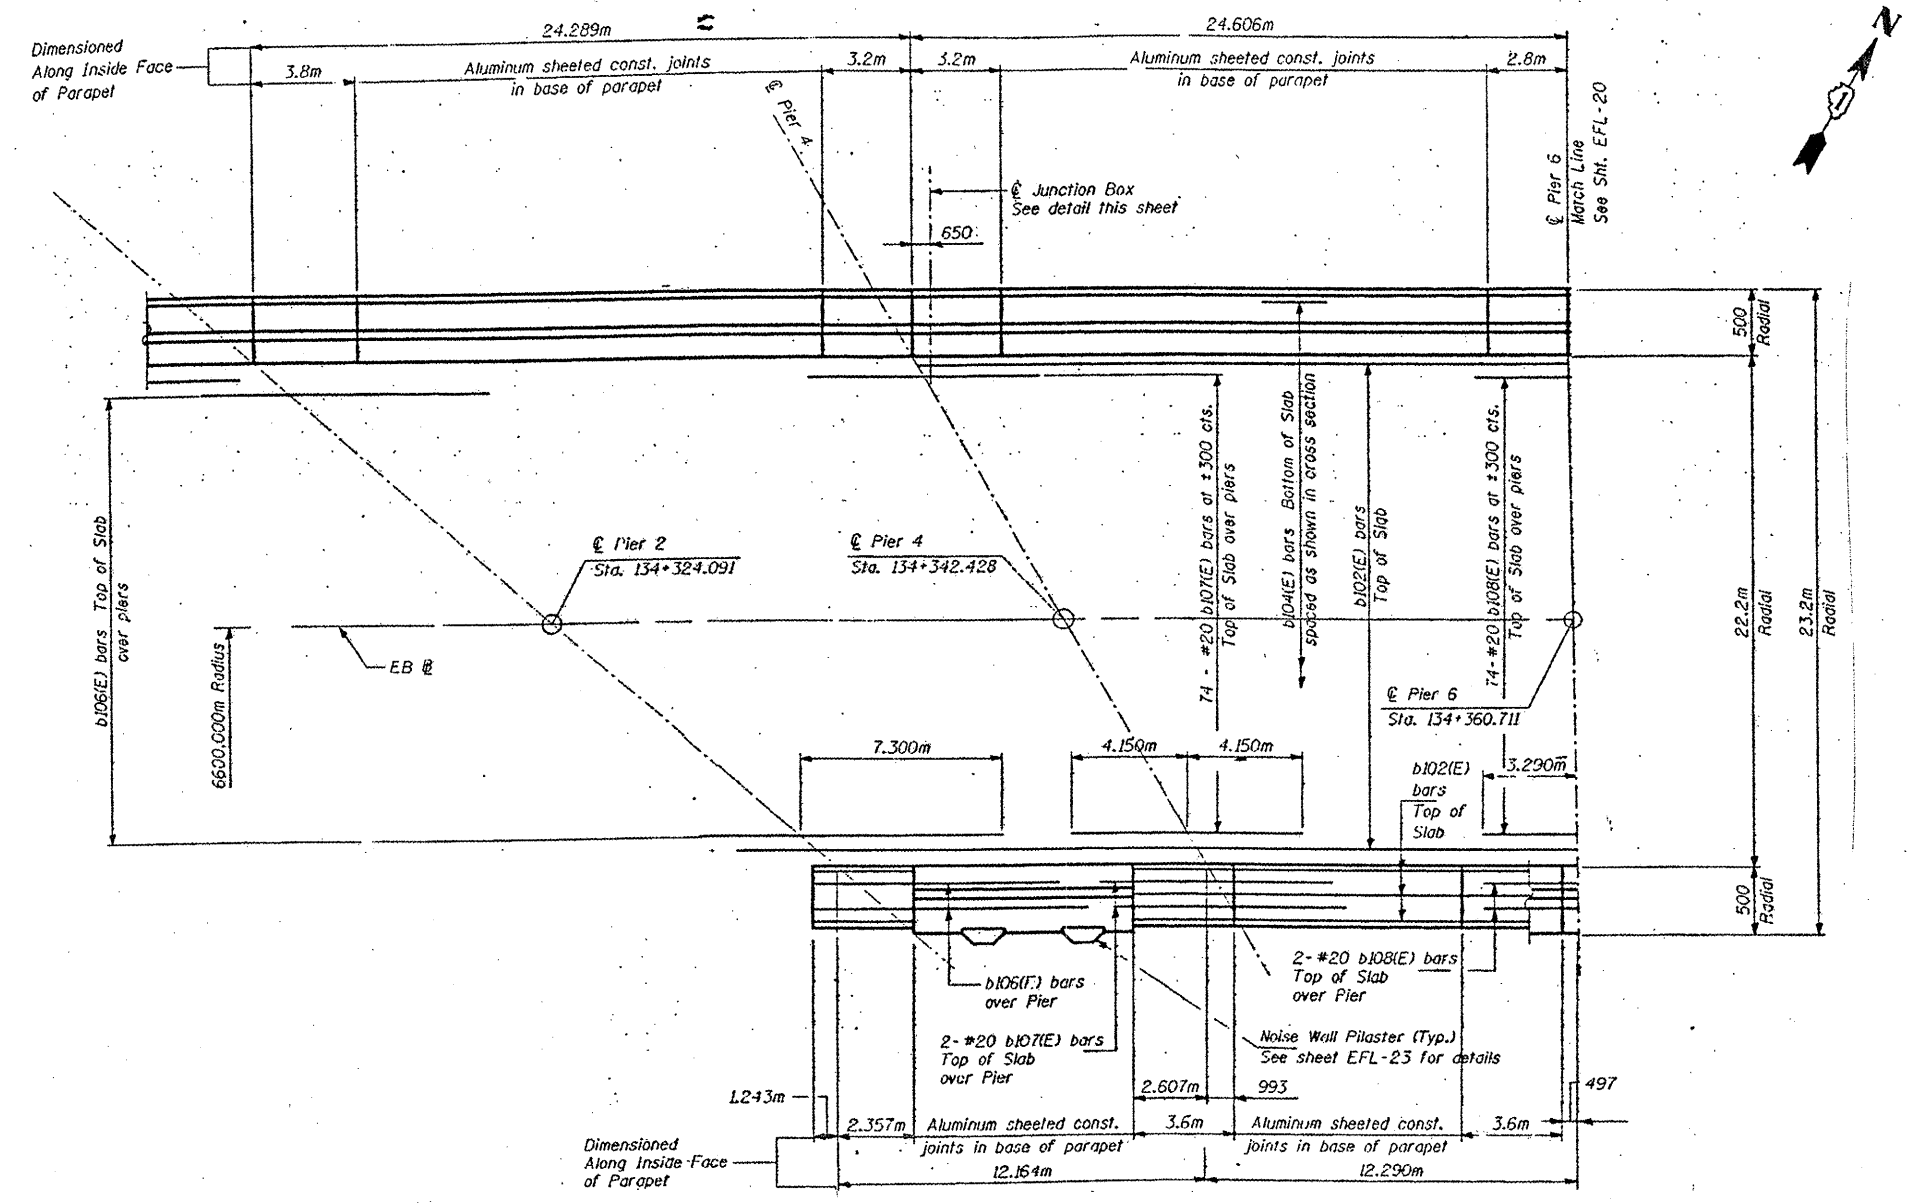 24.289m
24.606m
Dimensioned
Along Inside Face
of Parapet
3.8m
Aluminum sheeted const. joints
in base of parapet
3.2m
3.2m
Aluminum sheeted const. joints
in base of parapet
2.8m
N
1
℄ Pier 4
℄ Junction Box
See detail this sheet
650
℄ Pier 6
Match Line
See Sht. EFL-20
500
Radial
b106(E) bars Top of Slab
over piers
6600.000m Radius
EB ℄
℄ Pier 2
Sta. 134+324.091
℄ Pier 4
Sta. 134+342.428
74 - #20 b107(E) bars at ±300 cts.
Top of Slab over piers
b104(E) bars Bottom of Slab
spaced as shown in cross section
b102(E) bars
Top of Slab
74-#20 b108(E) bars at ±300 cts.
Top of Slab over piers
22.2m
Radial
23.2m
Radial
℄ Pier 6
Sta. 134+360.711
7.300m
4.150m
4.150m
b102(E)
bars
Top of
Slab
3.290m
500
Radial
b106(E) bars
over Pier
2-#20 b107(E) bars
Top of Slab
over Pier
2-#20 b108(E) bars
Top of Slab
over Pier
Noise Wall Pilaster (Typ.)
See sheet EFL-23 for details
1.243m
2.607m
993
497
2.357m
Aluminum sheeted const.
joints in base of parapet
3.6m
Aluminum sheeted const.
joints in base of parapet
3.6m
Dimensioned
Along Inside Face
of Parapet
12.164m
12.290m